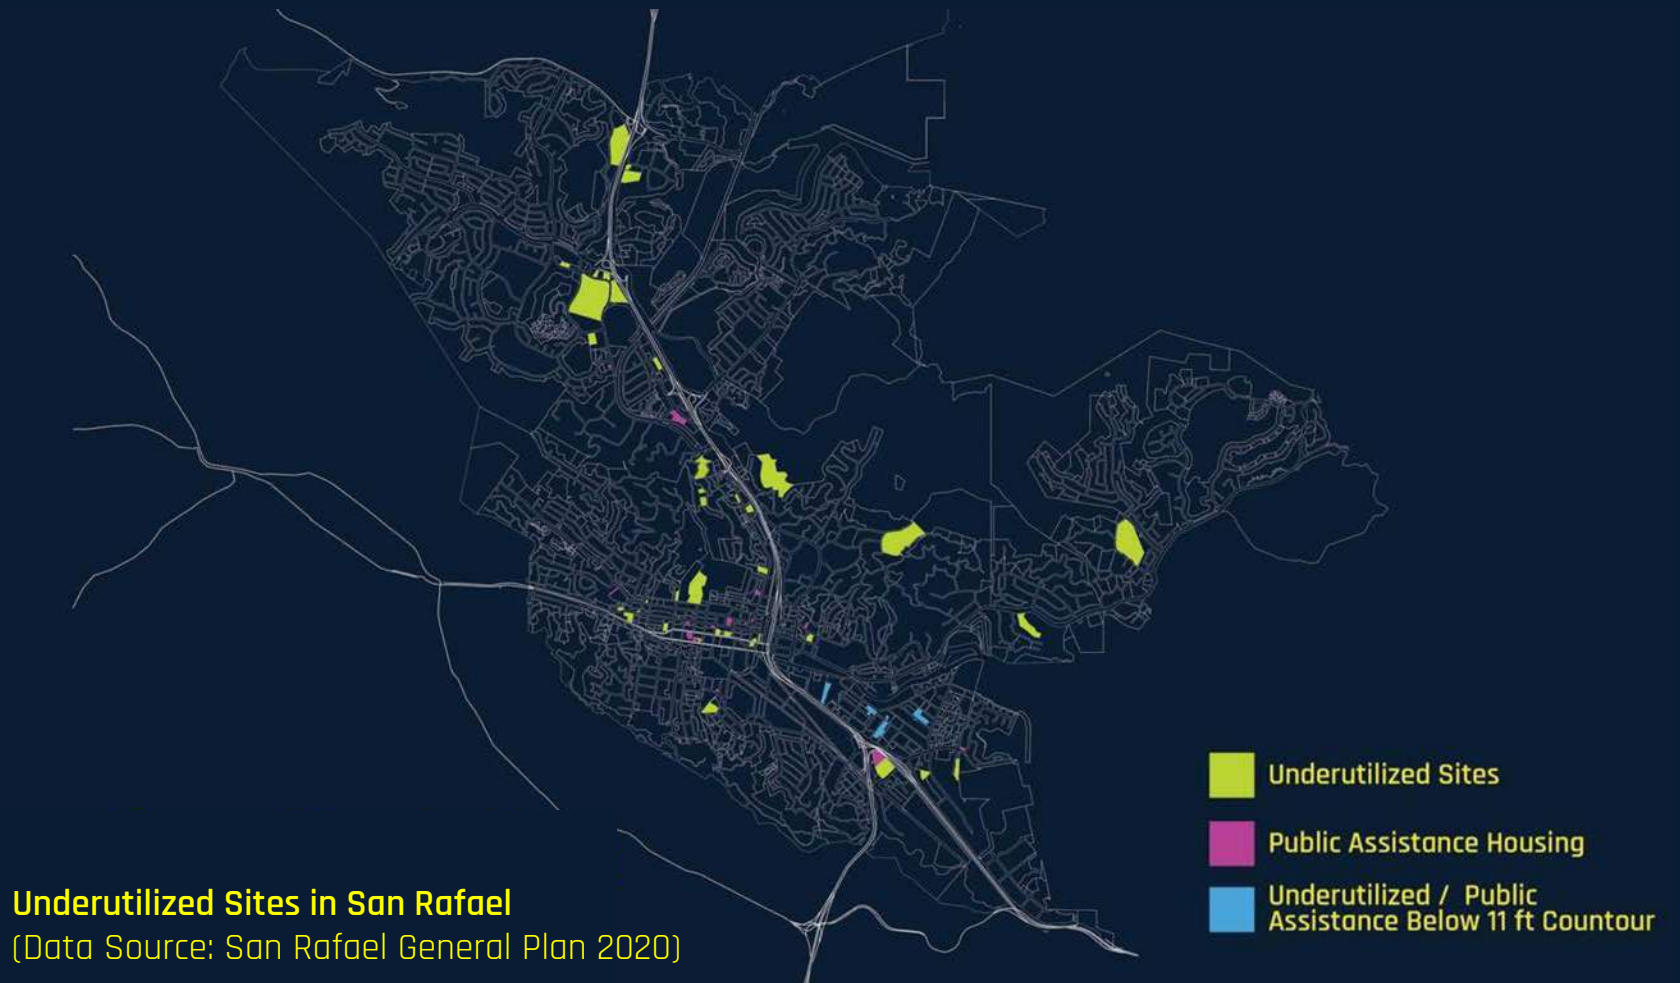 Underutilized Sites
Public Assistance Housing
Underutilized / Public
Assistance Below 11 ft Countour
Underutilized Sites in San Rafael
(Data Source: San Rafael General Plan 2020)